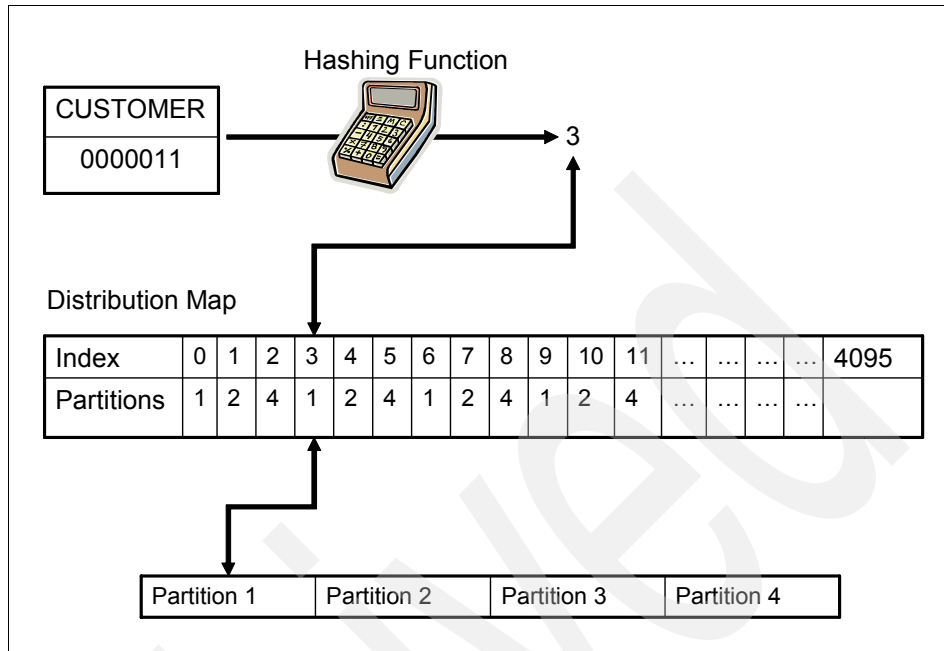 Hashing Function
CUSTOMER
0000011
3
Distribution Map
Index 0 1 2 3 4 5 6 7 8 9 10 11 … … … … 4095
Partitions 1 2 4 1 2 4 1 2 4 1 2 4 … … … …
Partition 1 Partition 2 Partition 3 Partition 4